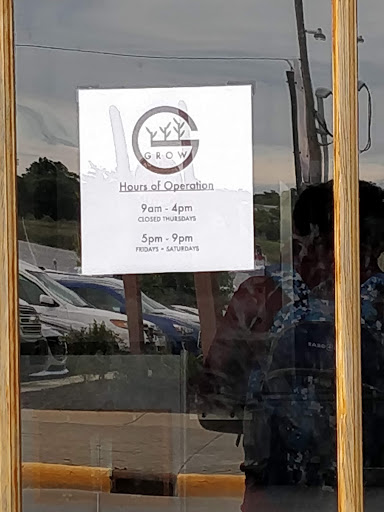 GROW
Hours of Operation
9am - 4pm
CLOSED THURSDAYS
5pm - 9pm
FRIDAYS + SATURDAYS